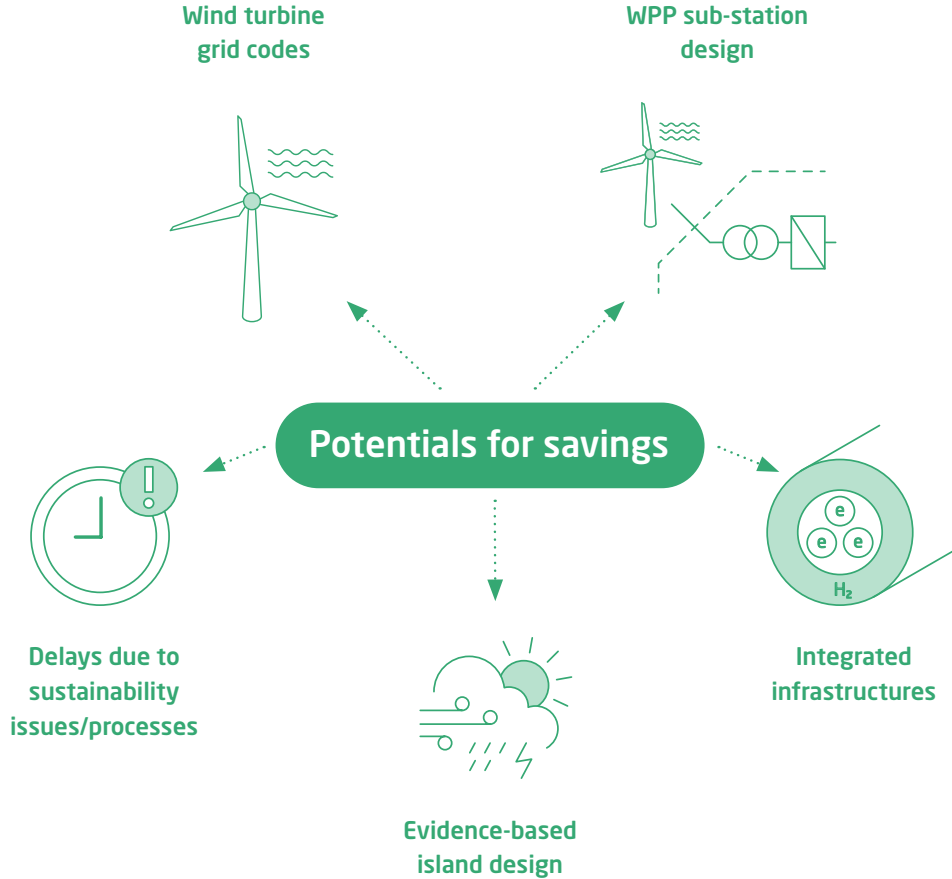 Wind turbine
grid codes
WPP sub-station
design
Potentials for savings
e
e
e
H₂
Delays due to
sustainability
issues/processes
Integrated
infrastructures
Evidence-based
island design